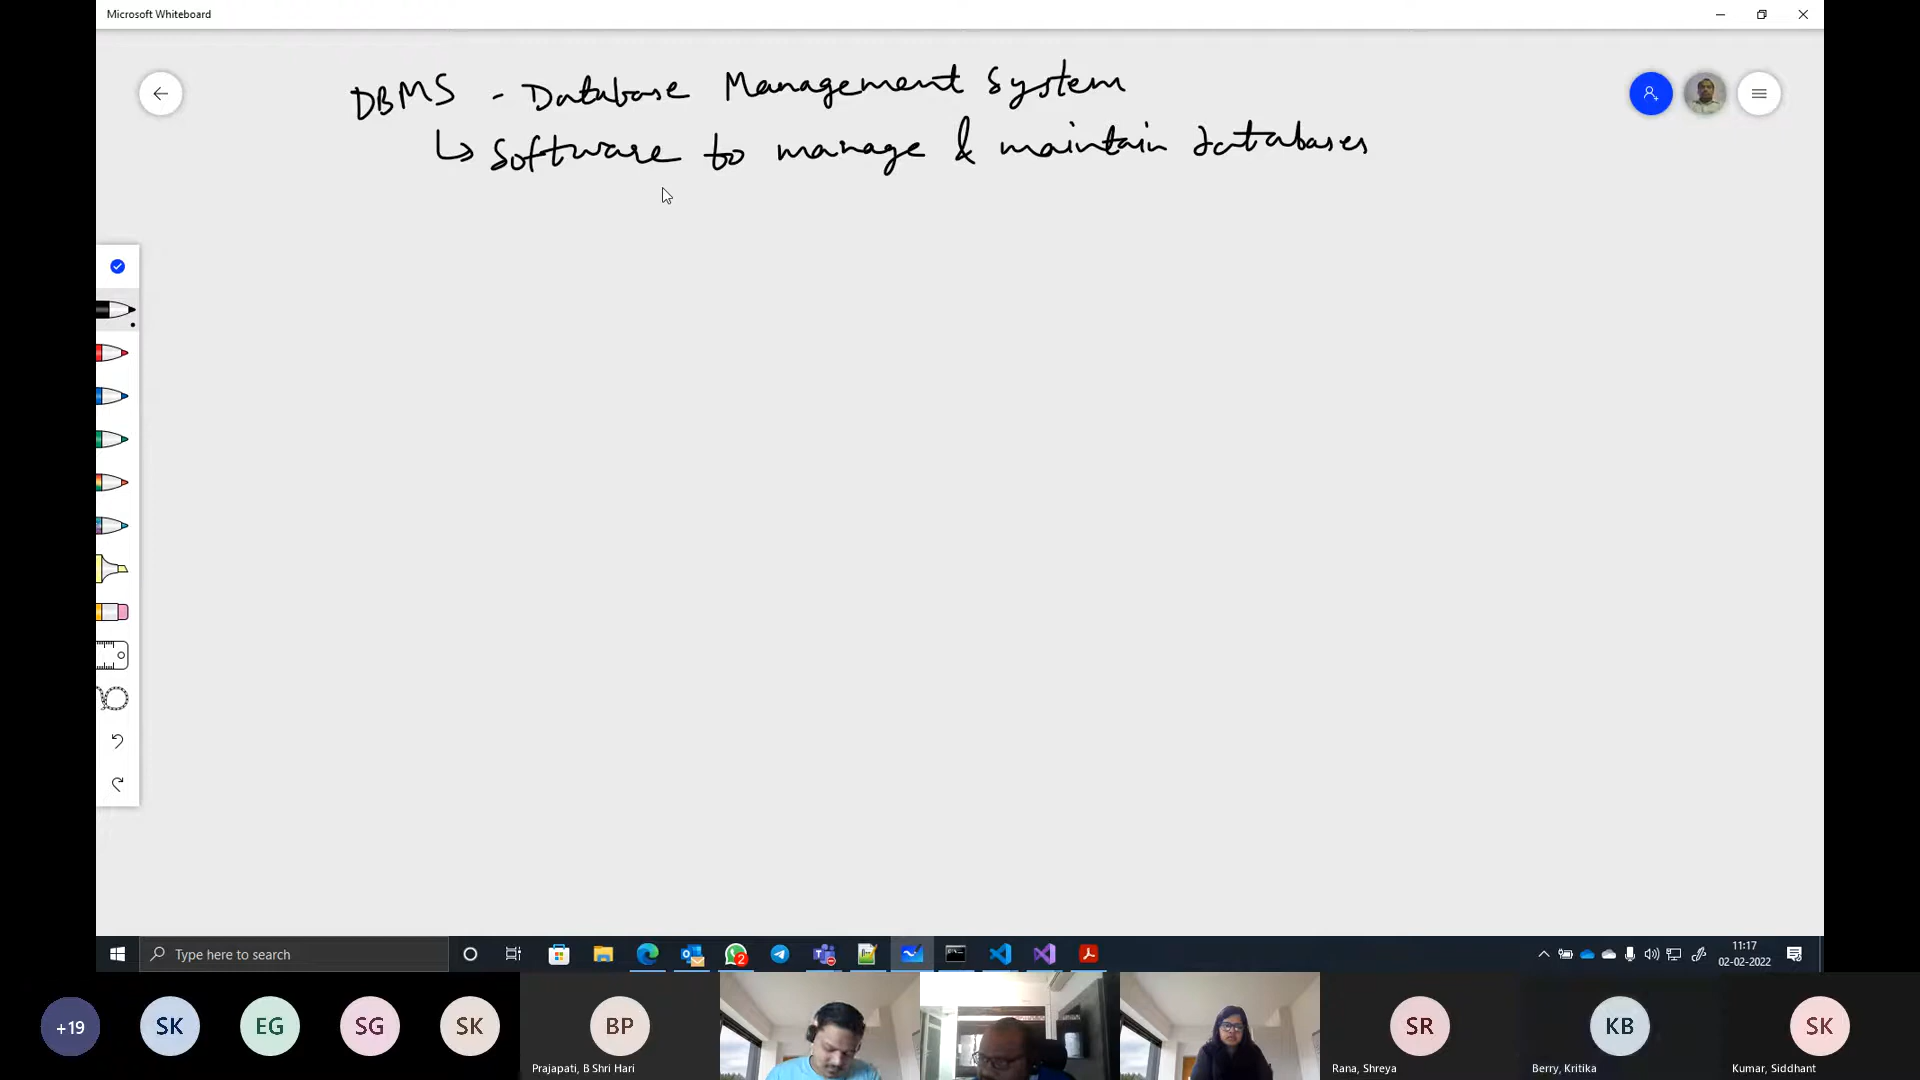 Microsoft Whiteboard
DBMS - Database Management System
↳ Software to manage & maintain databases
Type here to search
2
11:17
02-02-2022
+19
SK
EG
SG
SK
BP
SR
KB
SK
Prajapati, B Shri Hari
Rana, Shreya
Berry, Kritika
Kumar, Siddhant